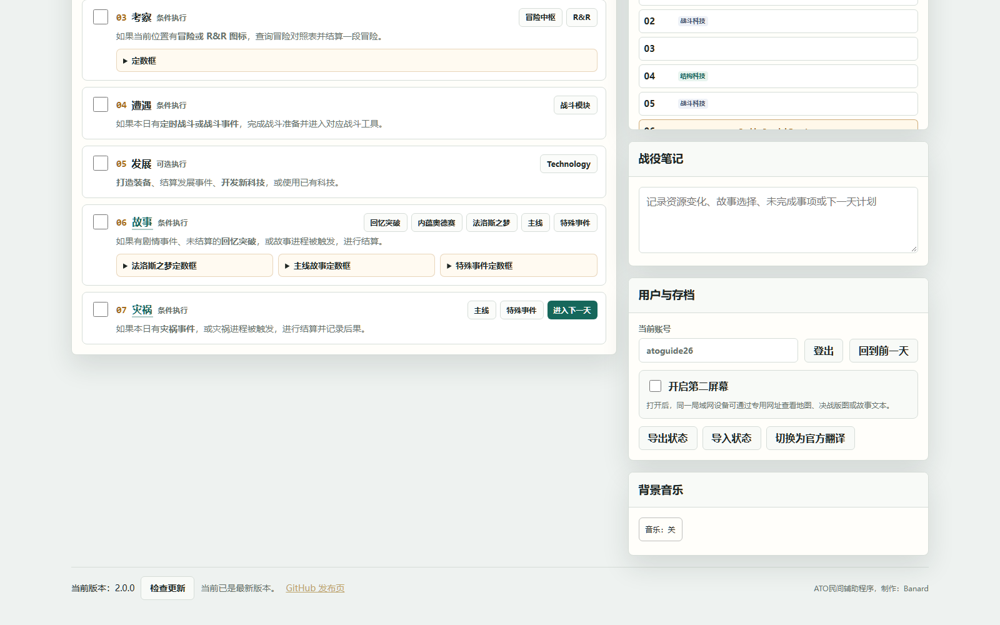 03 考察 条件执行 冒险中枢 R&R
如果当前位置有冒险或 R&R 图标，查询冒险对照表并结算一段冒险。
定数框
04 遭遇 条件执行 战斗模块
如果本日有定时战斗或战斗事件，完成战斗准备并进入对应战斗工具。
05 发展 可选执行 Technology
打造装备、结算发展事件、开发新科技，或使用已有科技。
06 故事 条件执行 回忆突破 内蕴奥德赛 法洛斯之梦 主线 特殊事件
如果有剧情事件、未结算的回忆突破，或故事进程被触发，进行结算。
法洛斯之梦定数框 主线故事定数框 特殊事件定数框
07 灾祸 条件执行 主线 特殊事件 进入下一天
如果本日有灾祸事件，或灾祸进程被触发，进行结算并记录后果。
02 战斗科技
03
04 结构科技
05 战斗科技
战役笔记
记录资源变化、故事选择、未完成事项或下一天计划
用户与存档
当前账号
atoguide26 登出 回到前一天
开启第二屏幕
打开后，同一局域网设备可通过专用网址查看地图、决战版图或故事文本。
导出状态 导入状态 切换为官方翻译
背景音乐
音乐：关
当前版本：2.0.0 检查更新 当前已是最新版本。 GitHub 发布页
ATO民间辅助程序，制作：Banard